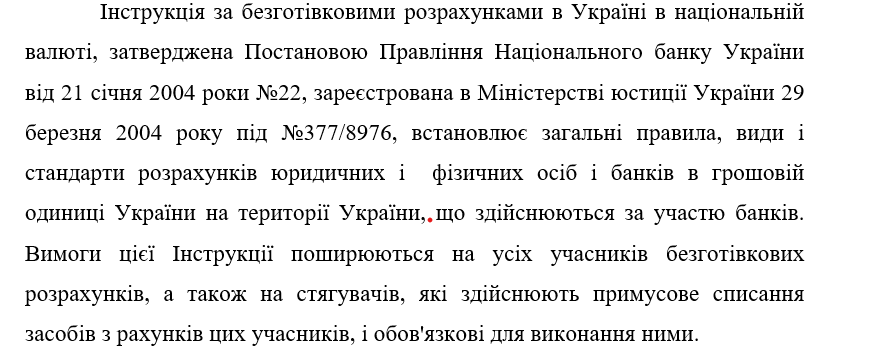 Інструкція за безготівковими розрахунками в Україні в національній
валюті, затверджена Постановою Правління Національного банку України
від 21 січня 2004 роки №22, зареєстрована в Міністерстві юстиції України 29
березня 2004 року під №377/8976, встановлює загальні правила, види і
стандарти розрахунків юридичних і  фізичних осіб і банків в грошовій
одиниці України на території України, що здійснюються за участю банків.
Вимоги цієї Інструкції поширюються на усіх учасників безготівкових
розрахунків, а також на стягувачів, які здійснюють примусове списання
засобів з рахунків цих учасників, і обов'язкові для виконання ними.